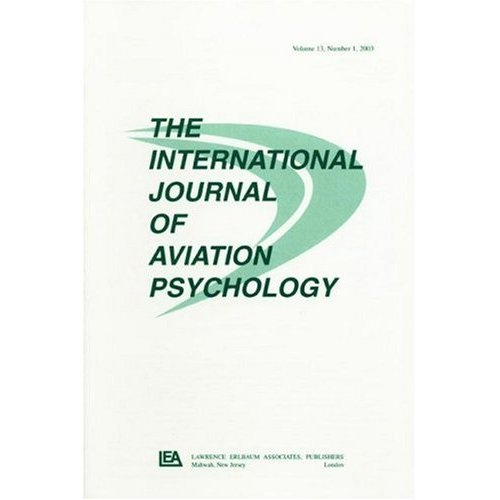 Volume 13, Number 1, 2003
THE
INTERNATIONAL
JOURNAL
OF
AVIATION
PSYCHOLOGY
LEA
LAWRENCE ERLBAUM ASSOCIATES, PUBLISHERS
Mahwah, New Jersey London